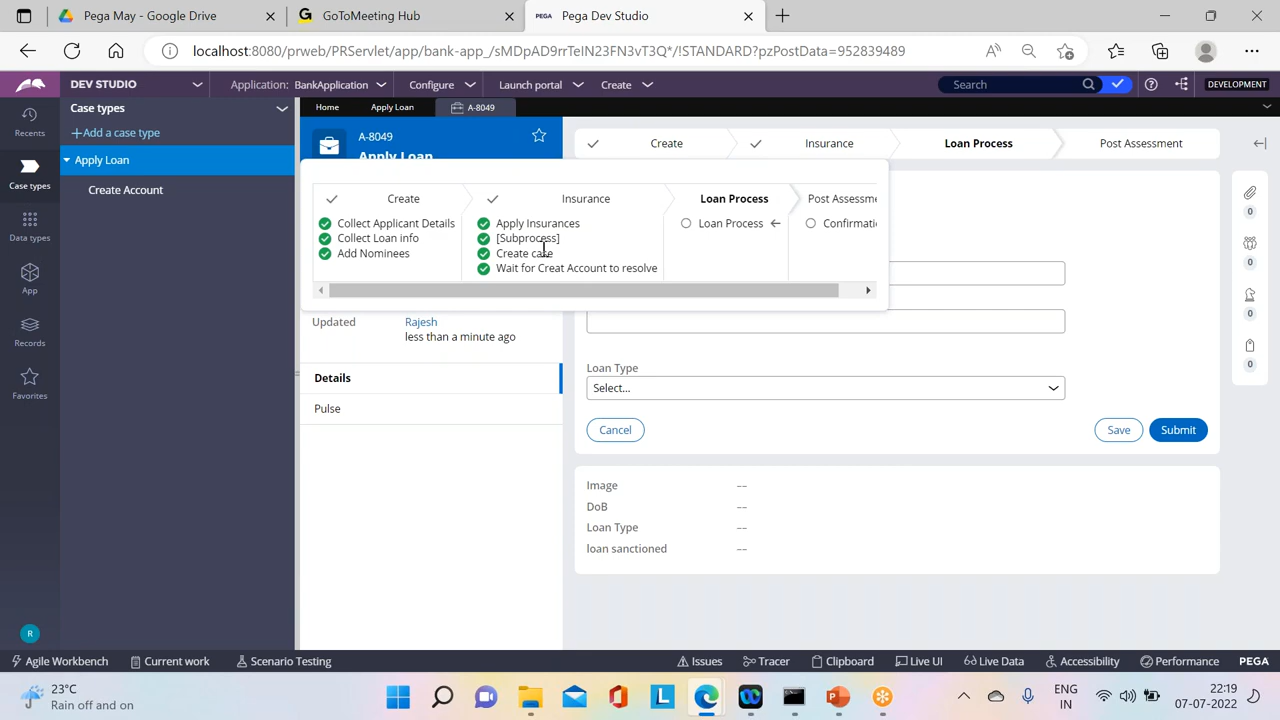 Pega May - Google Drive
GoToMeeting Hub
PEGA Pega Dev Studio
localhost:8080/prweb/PRServlet/app/bank-app_/sMDpAD9rrTeIN23FN3vT3Q*/!STANDARD?pzPostData=952839489
DEV STUDIO
Application: BankApplication
Configure
Launch portal
Create
Search
DEVELOPMENT
Recents
Case types
Data types
App
Records
Favorites
R
Case types
+Add a case type
Apply Loan
Create Account
Home
Apply Loan
A-8049
A-8049
Apply Loan
Create
Insurance
Loan Process
Post Assessment
Create
Insurance
Loan Process
Post Assessme
Collect Applicant Details
Collect Loan info
Add Nominees
Apply Insurances
[Subprocess]
Create case
Wait for Creat Account to resolve
Loan Process
Confirmati
Updated
Rajesh
less than a minute ago
Details
Pulse
Loan Type
Select...
Cancel
Save
Submit
Image --
DoB --
Loan Type --
loan sanctioned --
0
0
0
0
Agile Workbench
Current work
Scenario Testing
Issues
Tracer
Clipboard
Live UI
Live Data
Accessibility
Performance
PEGA
23°C
Rain off and on
L
ENG
IN
22:19
07-07-2022